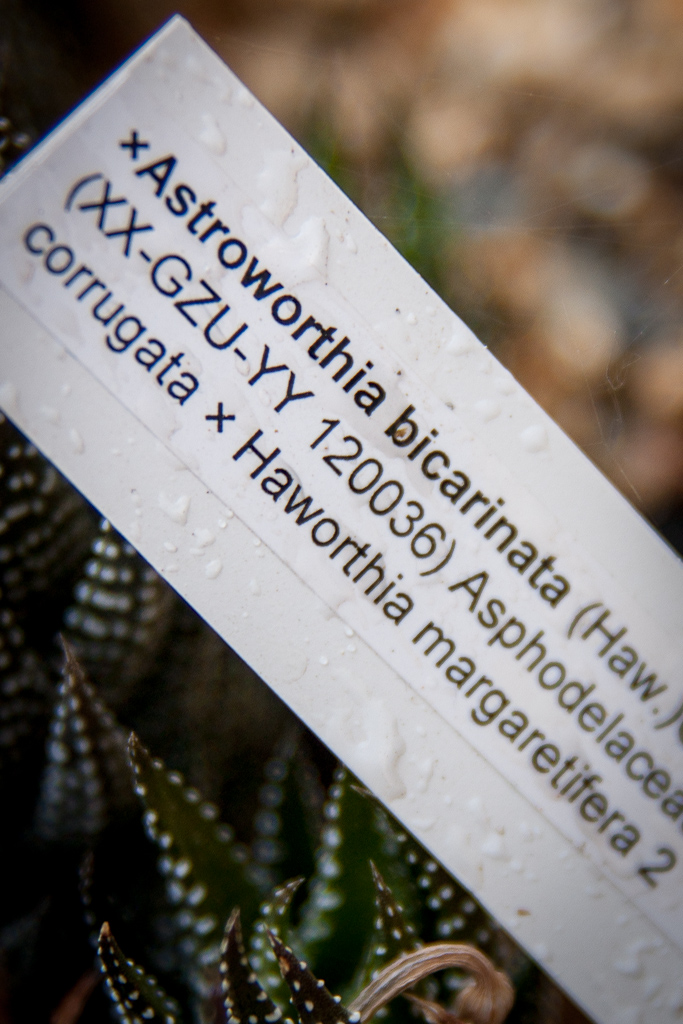 ×Astroworthia bicarinata (Haw.)
(XX-GZU-YY 120036) Asphodelacea
corrugata × Haworthia margaretifera 2